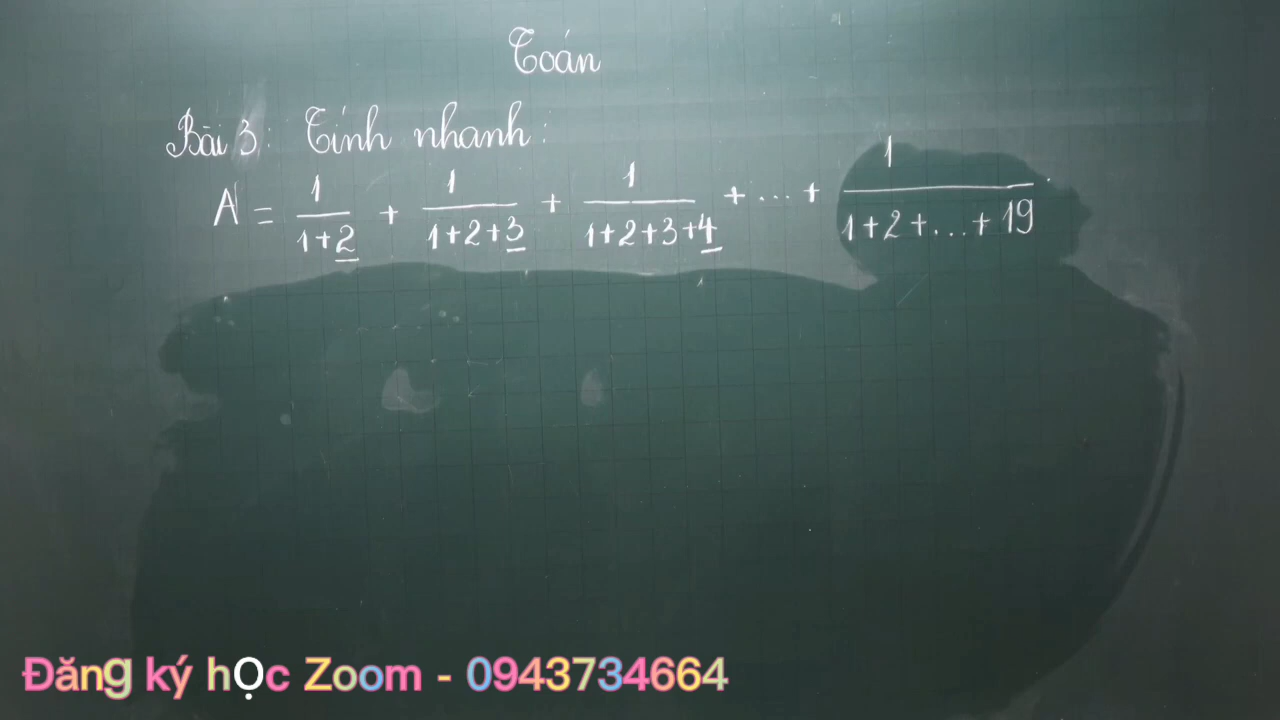 Toán
Bài 3: Tính nhanh:
A = 1/(1+2) + 1/(1+2+3) + 1/(1+2+3+4) + ... + 1/(1+2+...+19)
Đăng ký học Zoom - 0943734664